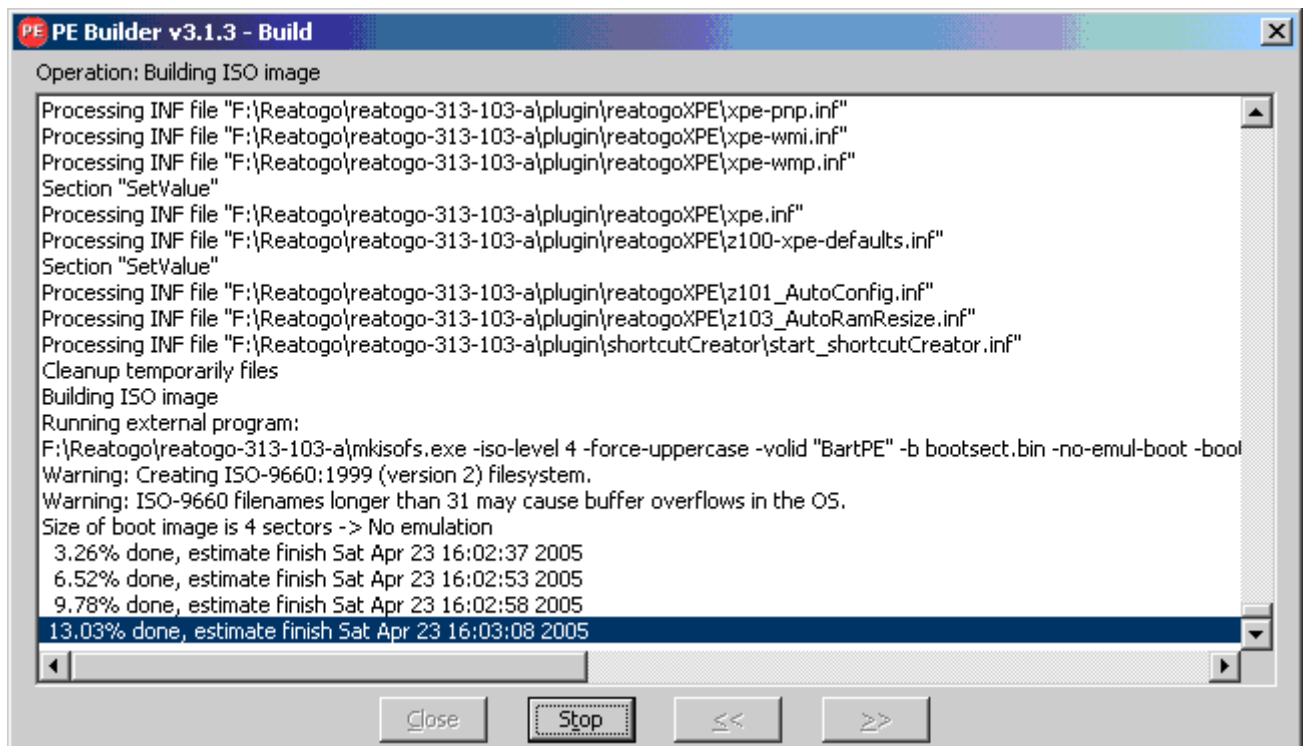 PE PE Builder v3.1.3 - Build
Operation: Building ISO image
Processing INF file "F:\Reatogo\reatogo-313-103-a\plugin\reatogoXPE\xpe-pnp.inf"
Processing INF file "F:\Reatogo\reatogo-313-103-a\plugin\reatogoXPE\xpe-wmi.inf"
Processing INF file "F:\Reatogo\reatogo-313-103-a\plugin\reatogoXPE\xpe-wmp.inf"
Section "SetValue"
Processing INF file "F:\Reatogo\reatogo-313-103-a\plugin\reatogoXPE\xpe.inf"
Processing INF file "F:\Reatogo\reatogo-313-103-a\plugin\reatogoXPE\z100-xpe-defaults.inf"
Section "SetValue"
Processing INF file "F:\Reatogo\reatogo-313-103-a\plugin\reatogoXPE\z101_AutoConfig.inf"
Processing INF file "F:\Reatogo\reatogo-313-103-a\plugin\reatogoXPE\z103_AutoRamResize.inf"
Processing INF file "F:\Reatogo\reatogo-313-103-a\plugin\shortcutCreator\start_shortcutCreator.inf"
Cleanup temporarily files
Building ISO image
Running external program:
F:\Reatogo\reatogo-313-103-a\mkisofs.exe -iso-level 4 -force-uppercase -volid "BartPE" -b bootsect.bin -no-emul-boot -boot
Warning: Creating ISO-9660:1999 (version 2) filesystem.
Warning: ISO-9660 filenames longer than 31 may cause buffer overflows in the OS.
Size of boot image is 4 sectors -> No emulation
3.26% done, estimate finish Sat Apr 23 16:02:37 2005
6.52% done, estimate finish Sat Apr 23 16:02:53 2005
9.78% done, estimate finish Sat Apr 23 16:02:58 2005
13.03% done, estimate finish Sat Apr 23 16:03:08 2005
Close Stop << >>